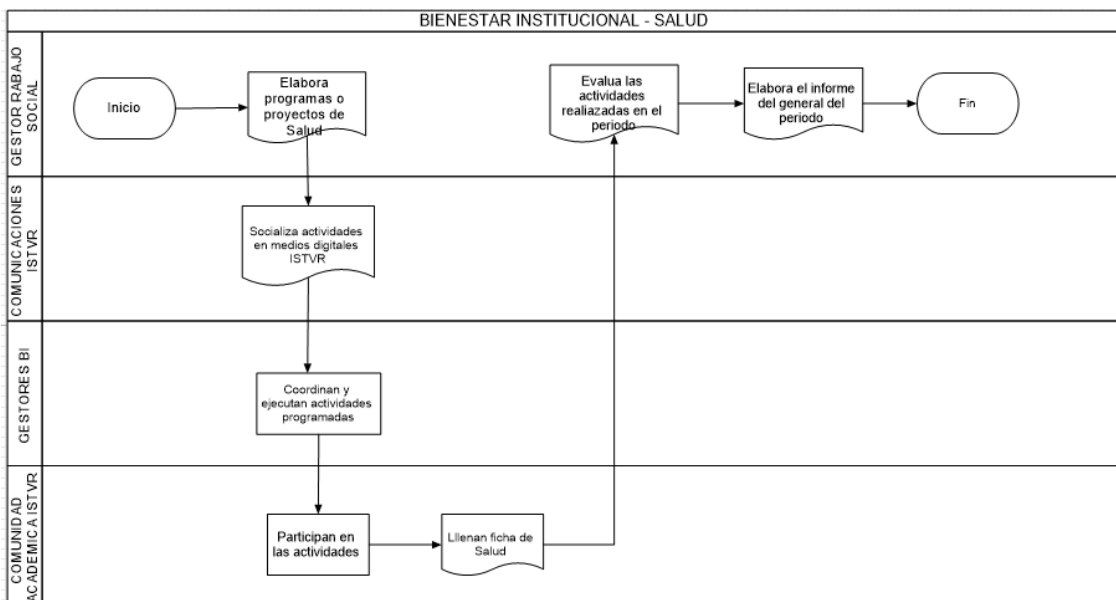 BIENESTAR INSTITUCIONAL - SALUD
GESTOR RABAJO
SOCIAL
Inicio
Elabora
programas o
proyectos de
Salud
Evalua las
actividades
realiazadas en el
periodo
Elabora el informe
del general del
periodo
Fin
COMUNICACIONES
ISTVR
Socializa actividades
en medios digitales
ISTVR
GESTORES BI
Coordinan y
ejecutan actividades
programadas
COMUNIDAD
ACADEMICA ISTVR
Participan en
las actividades
Lllenan ficha de
Salud